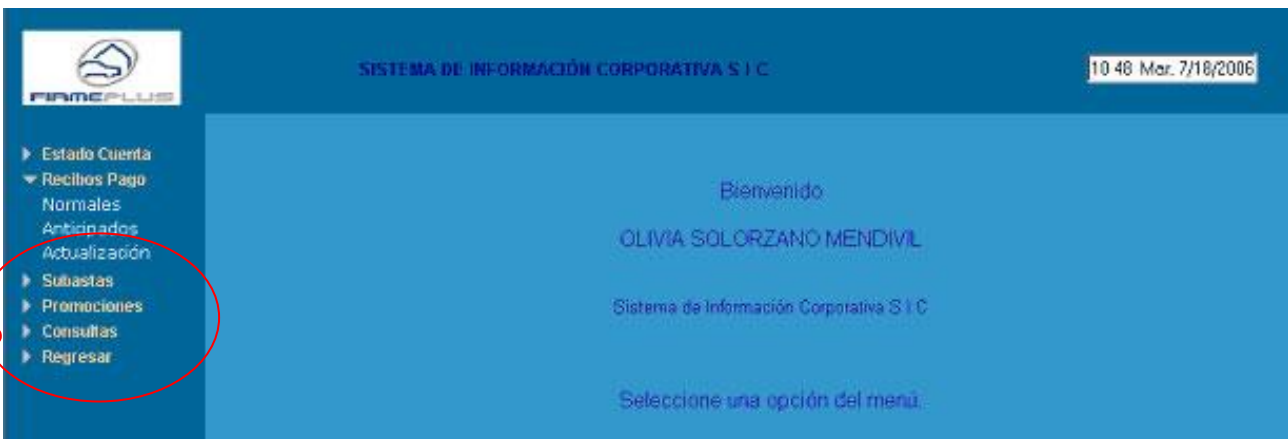 FIAMEPLUS
SISTEMA DE INFORMACIÓN CORPORATIVA S I C
10 48 Mar. 7/18/2006
Estado Cuenta
Recibos Pago
Normales
Anticipados
Actualización
Subastas
Promociones
Consultas
Regresar
Bienvenido
OLIVIA SOLORZANO MENDIVIL
Sistema de Información Corporativa S I C
Seleccione una opción del menú.